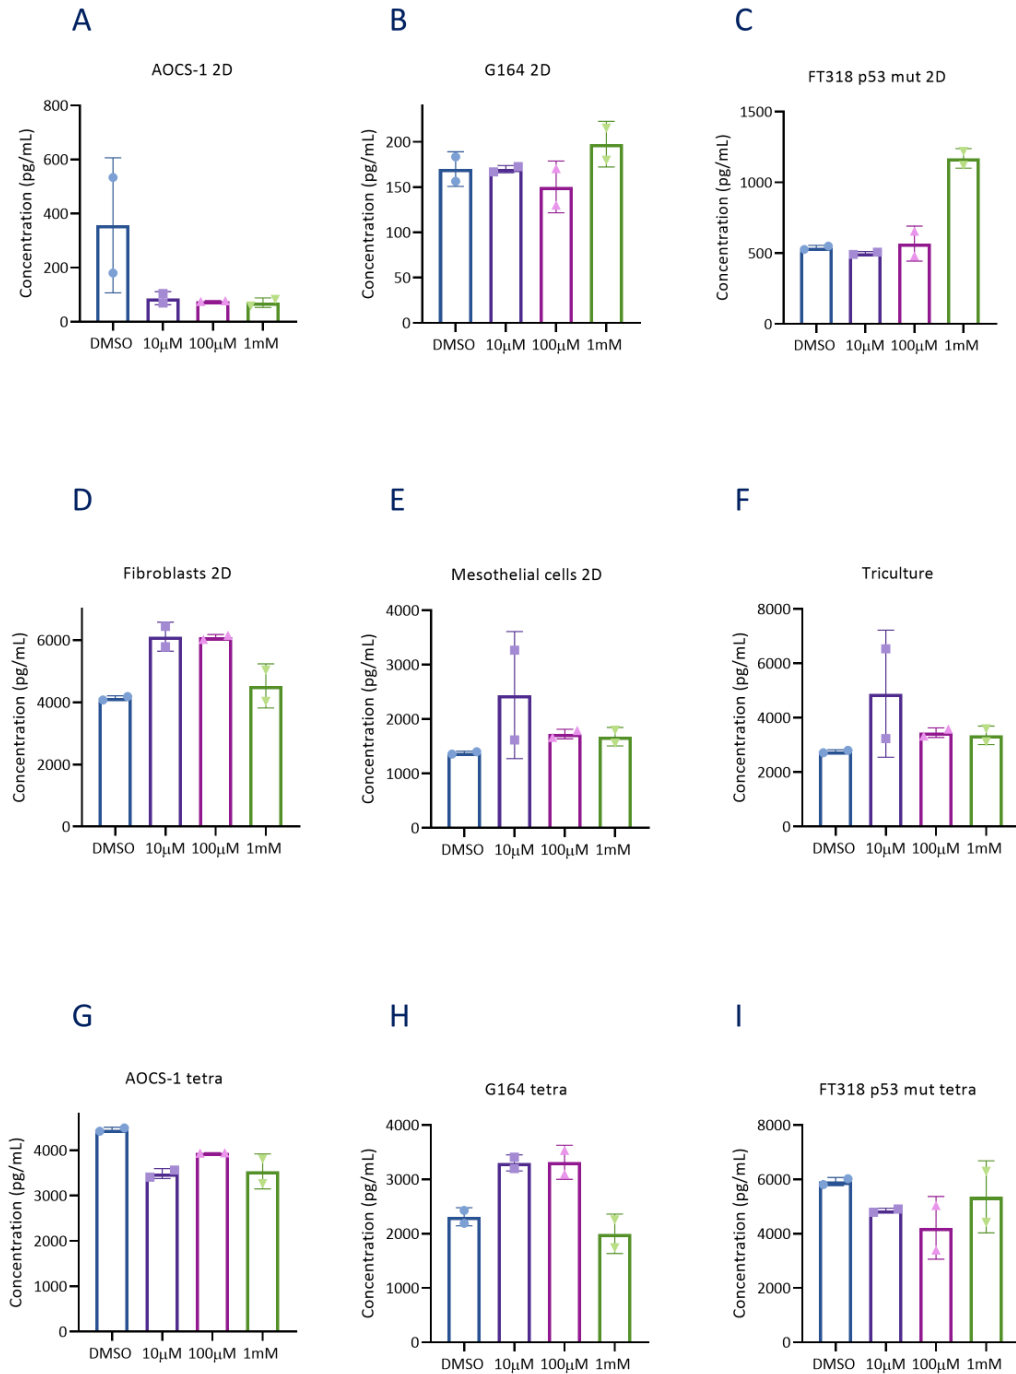 A
B
C
AOCS-1 2D
G164 2D
FT318 p53 mut 2D
Concentration (pg/mL)
800
600
400
200
0
DMSO 10μM 100μM 1mM
Concentration (pg/mL)
200
150
100
50
0
DMSO 10μM 100μM 1mM
Concentration (pg/mL)
1500
1000
500
0
DMSO 10μM 100μM 1mM
D
E
F
Fibroblasts 2D
Mesothelial cells 2D
Triculture
Concentration (pg/mL)
6000
4000
2000
0
DMSO 10μM 100μM 1mM
Concentration (pg/mL)
4000
3000
2000
1000
0
DMSO 10μM 100μM 1mM
Concentration (pg/mL)
8000
6000
4000
2000
0
DMSO 10μM 100μM 1mM
G
H
I
AOCS-1 tetra
G164 tetra
FT318 p53 mut tetra
Concentration (pg/mL)
4000
3000
2000
1000
0
DMSO 10μM 100μM 1mM
Concentration (pg/mL)
4000
3000
2000
1000
0
DMSO 10μM 100μM 1mM
Concentration (pg/mL)
8000
6000
4000
2000
0
DMSO 10μM 100μM 1mM